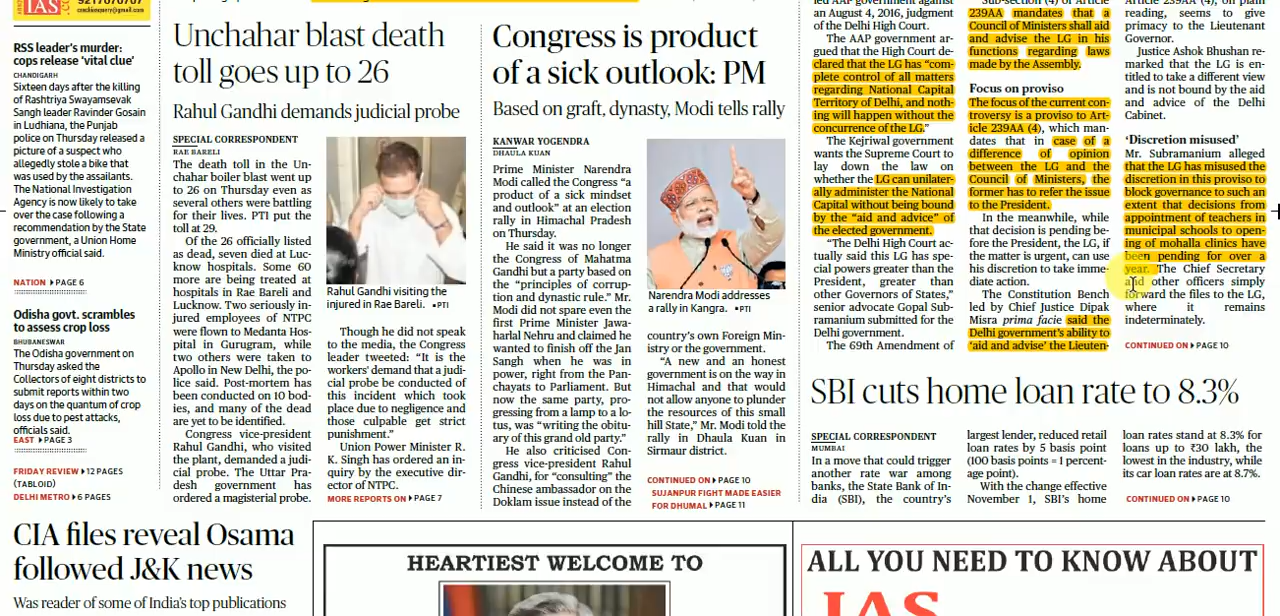 IAS
9217070707
coachiasquery@gmail.com
RSS leader's murder:
cops release 'vital clue'
CHANDIGARH
Sixteen days after the killing
of Rashtriya Swayamsevak
Sangh leader Ravinder Gosain
in Ludhiana, the Punjab
police on Thursday released a
picture of a suspect who
allegedly stole a bike that
was used by the assailants.
The National Investigation
Agency is now likely to take
over the case following a
recommendation by the State
government, a Union Home
Ministry official said.
NATION ▶ PAGE 6
Odisha govt. scrambles
to assess crop loss
BHUBANESWAR
The Odisha government on
Thursday asked the
Collectors of eight districts to
submit reports within two
days on the quantum of crop
loss due to pest attacks,
officials said.
EAST ▶ PAGE 3
FRIDAY REVIEW ▶ 12 PAGES
(TABLOID)
DELHI METRO ▶ 6 PAGES
Unchahar blast death
toll goes up to 26
Rahul Gandhi demands judicial probe
SPECIAL CORRESPONDENT
RAE BARELI
The death toll in the Un-
chahar boiler blast went up
to 26 on Thursday even as
several others were battling
for their lives. PTI put the
toll at 29.
Of the 26 officially listed
as dead, seven died at Luc-
know hospitals. Some 60
more are being treated at
hospitals in Rae Bareli and
Lucknow. Two seriously in-
jured employees of NTPC
were flown to Medanta Hos-
pital in Gurugram, while
two others were taken to
Apollo in New Delhi, the po-
lice said. Post-mortem has
been conducted on 10 bod-
ies, and many of the dead
are yet to be identified.
Congress vice-president
Rahul Gandhi, who visited
the plant, demanded a judi-
cial probe. The Uttar Pra-
desh government has
ordered a magisterial probe.
Rahul Gandhi visiting the
injured in Rae Bareli. •PTI
Though he did not speak
to the media, the Congress
leader tweeted: "It is the
workers' demand that a judi-
cial probe be conducted of
this incident which took
place due to negligence and
those culpable get strict
punishment."
Union Power Minister R.
K. Singh has ordered an in-
quiry by the executive dir-
ector of NTPC.
MORE REPORTS ON ▶ PAGE 7
Congress is product
of a sick outlook: PM
Based on graft, dynasty, Modi tells rally
KANWAR YOGENDRA
DHAULA KUAN
Prime Minister Narendra
Modi called the Congress "a
product of a sick mindset
and outlook" at an election
rally in Himachal Pradesh
on Thursday.
He said it was no longer
the Congress of Mahatma
Gandhi but a party based on
the "principles of corrup-
tion and dynastic rule." Mr.
Modi did not spare even the
first Prime Minister Jawa-
harlal Nehru and claimed he
wanted to finish off the Jan
Sangh when he was in
power, right from the Pan-
chayats to Parliament. But
now the same party, pro-
gressing from a lamp to a lo-
tus, was "writing the obitu-
ary of this grand old party."
He also criticised Con-
gress vice-president Rahul
Gandhi, for "consulting" the
Chinese ambassador on the
Doklam issue instead of the
Narendra Modi addresses
a rally in Kangra. •PTI
country's own Foreign Min-
istry or the government.
"A new and an honest
government is on the way in
Himachal and that would
not allow anyone to plunder
the resources of this small
hill State," Mr. Modi told the
rally in Dhaula Kuan in
Sirmaur district.
CONTINUED ON ▶ PAGE 10
SUJANPUR FIGHT MADE EASIER
FOR DHUMAL ▶ PAGE 11
led AAP government against
an August 4, 2016, judgment
of the Delhi High Court.
The AAP government ar-
gued that the High Court de-
clared that the LG has "com-
plete control of all matters
regarding National Capital
Territory of Delhi, and noth-
ing will happen without the
concurrence of the LG."
The Kejriwal government
wants the Supreme Court to
lay down the law on
whether the LG can unilater-
ally administer the National
Capital without being bound
by the "aid and advice" of
the elected government.
"The Delhi High Court ac-
tually said this LG has spe-
cial powers greater than the
President, greater than
other Governors of States,"
senior advocate Gopal Sub-
ramanium submitted for the
Delhi government.
The 69th Amendment of
Sub-section (4) of Article
239AA mandates that a
Council of Ministers shall aid
and advise the LG in his
functions regarding laws
made by the Assembly.
Focus on proviso
The focus of the current con-
troversy is a proviso to Art-
icle 239AA (4), which man-
dates that in case of a
difference of opinion
between the LG and the
Council of Ministers, the
former has to refer the issue
to the President.
In the meanwhile, while
that decision is pending be-
fore the President, the LG, if
the matter is urgent, can use
his discretion to take imme-
diate action.
The Constitution Bench
led by Chief Justice Dipak
Misra prima facie said the
Delhi government's ability to
'aid and advise' the Lieuten-
Article 239AA (4), on plain
reading, seems to give
primacy to the Lieutenant
Governor.
Justice Ashok Bhushan re-
marked that the LG is en-
titled to take a different view
and is not bound by the aid
and advice of the Delhi
Cabinet.
'Discretion misused'
Mr. Subramanium alleged
that the LG has misused the
discretion in this proviso to
block governance to such an
extent that decisions from
appointment of teachers in
municipal schools to open-
ing of mohalla clinics have
been pending for over a
year. The Chief Secretary
and other officers simply
forward the files to the LG,
where it remains
indeterminately.
CONTINUED ON ▶ PAGE 10
SBI cuts home loan rate to 8.3%
SPECIAL CORRESPONDENT
MUMBAI
In a move that could trigger
another rate war among
banks, the State Bank of In-
dia (SBI), the country's
largest lender, reduced retail
loan rates by 5 basis point
(100 basis points = 1 percent-
age point).
With the change effective
November 1, SBI's home
loan rates stand at 8.3% for
loans up to ₹30 lakh, the
lowest in the industry, while
its car loan rates are at 8.7%.
CONTINUED ON ▶ PAGE 10
CIA files reveal Osama
followed J&K news
Was reader of some of India's top publications
HEARTIEST WELCOME TO
ALL YOU NEED TO KNOW ABOUT
IAS